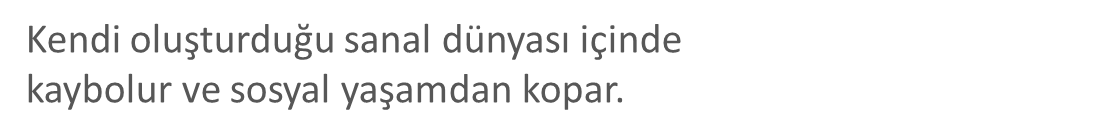 Kendi oluşturduğu sanal dünyası içinde
kaybolur ve sosyal yaşamdan kopar.